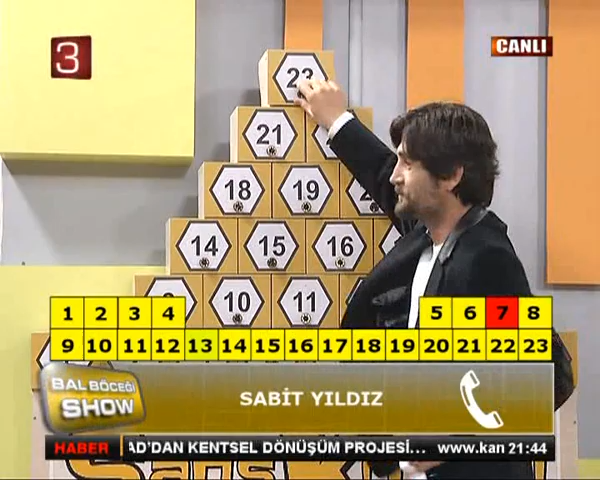 3
CANLI
23
21
18 19
14 15 16
10 11
1 2 3 4 5 6 7 8
9 10 11 12 13 14 15 16 17 18 19 20 21 22 23
BAL BÖCEĞİ
SHOW
SABİT YILDIZ
HABER AD'DAN KENTSEL DÖNÜŞÜM PROJESİ... www.kan 21:44